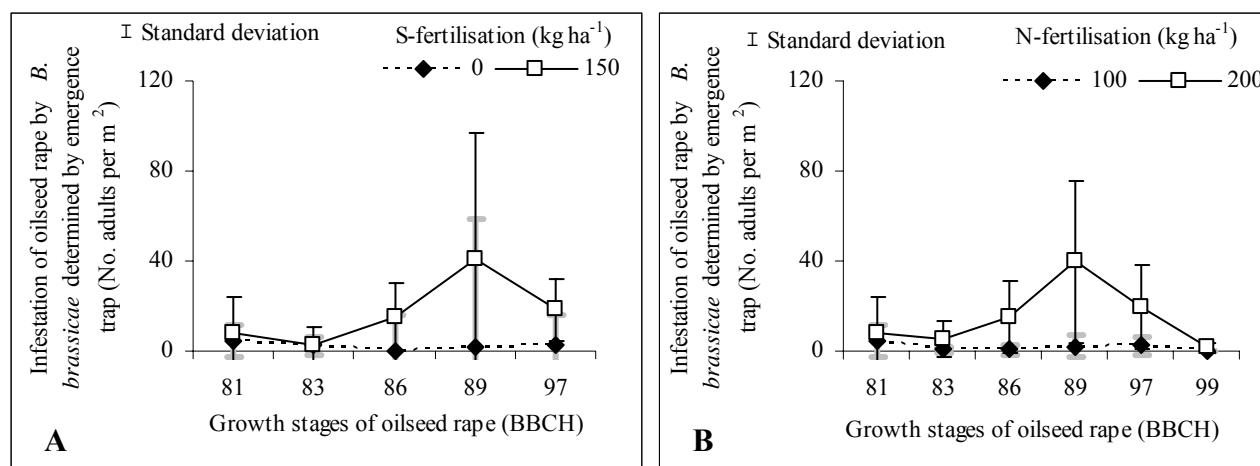 Standard deviation
S-fertilisation (kg ha⁻¹)
0 150
Infestation of oilseed rape by B.
brassicae determined by emergence
trap (No. adults per m ²)
120
80
40
0
81 83 86 89 97
Growth stages of oilseed rape (BBCH)
A
Standard deviation
N-fertilisation (kg ha⁻¹)
100 200
Infestation of oilseed rape by B.
brassicae determined by emergence
trap (No. adults per m ²)
120
80
40
0
81 83 86 89 97 99
Growth stages of oilseed rape (BBCH)
B